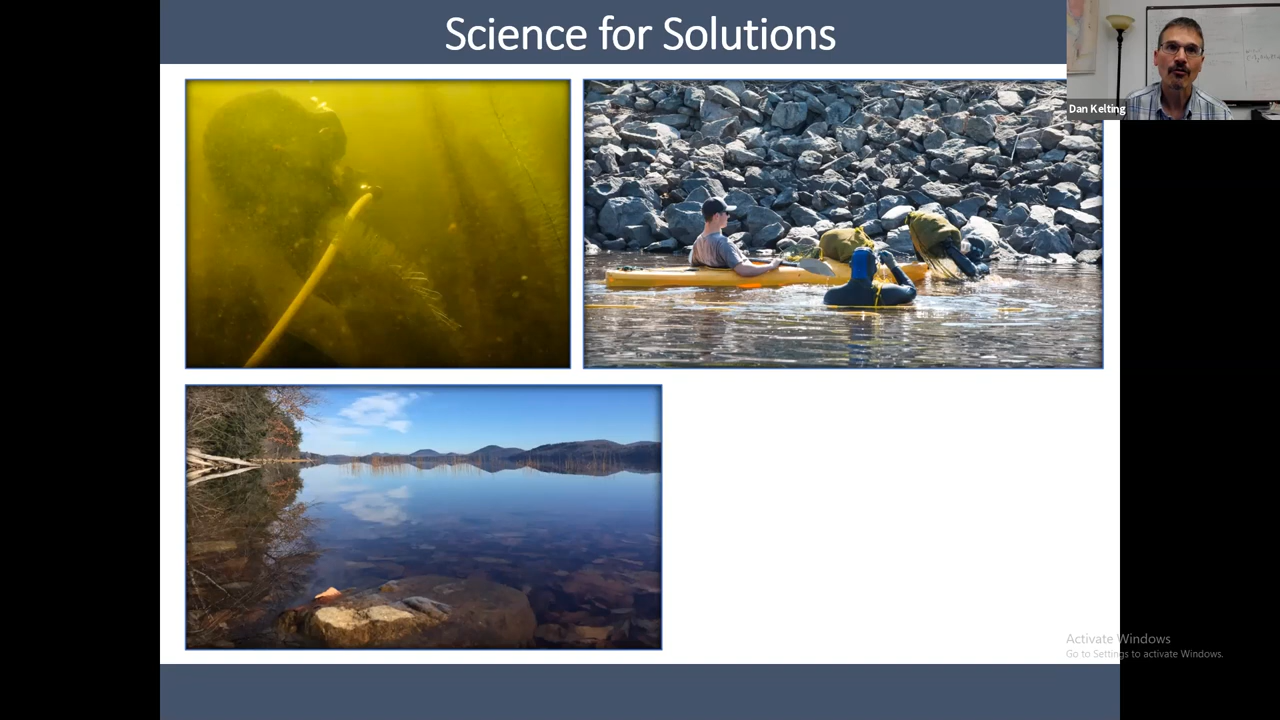 Science for Solutions
Dan Kelting
Activate Windows
Go to Settings to activate Windows.